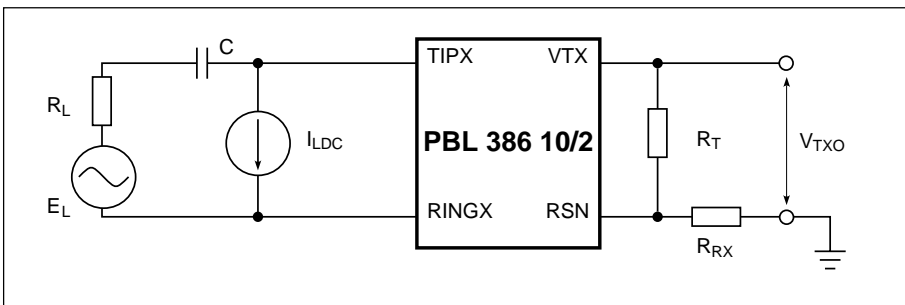 C
TIPX
VTX
R_L
I_LDC
PBL 386 10/2
R_T
V_TXO
E_L
RINGX
RSN
R_RX